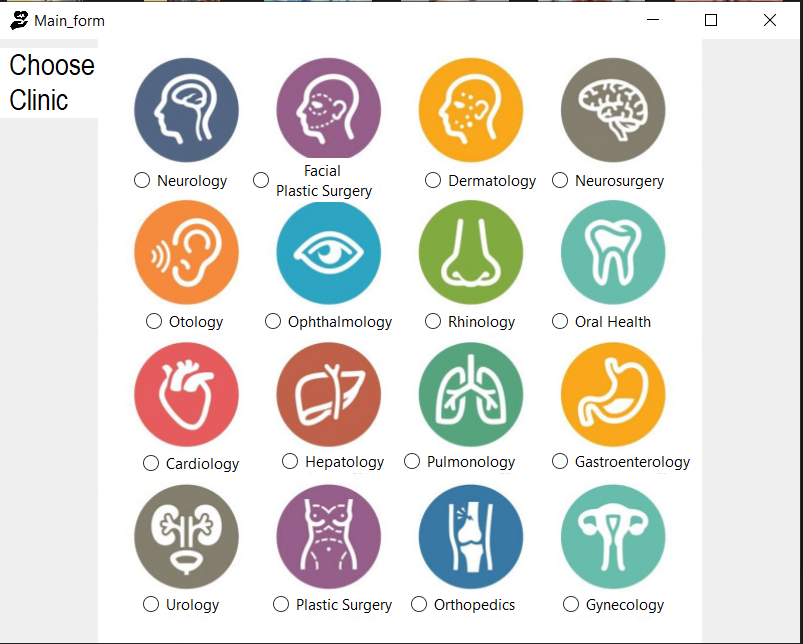 Main_form
Choose
Clinic
Neurology
Facial
Plastic Surgery
Dermatology
Neurosurgery
Otology
Ophthalmology
Rhinology
Oral Health
Cardiology
Hepatology
Pulmonology
Gastroenterology
Urology
Plastic Surgery
Orthopedics
Gynecology